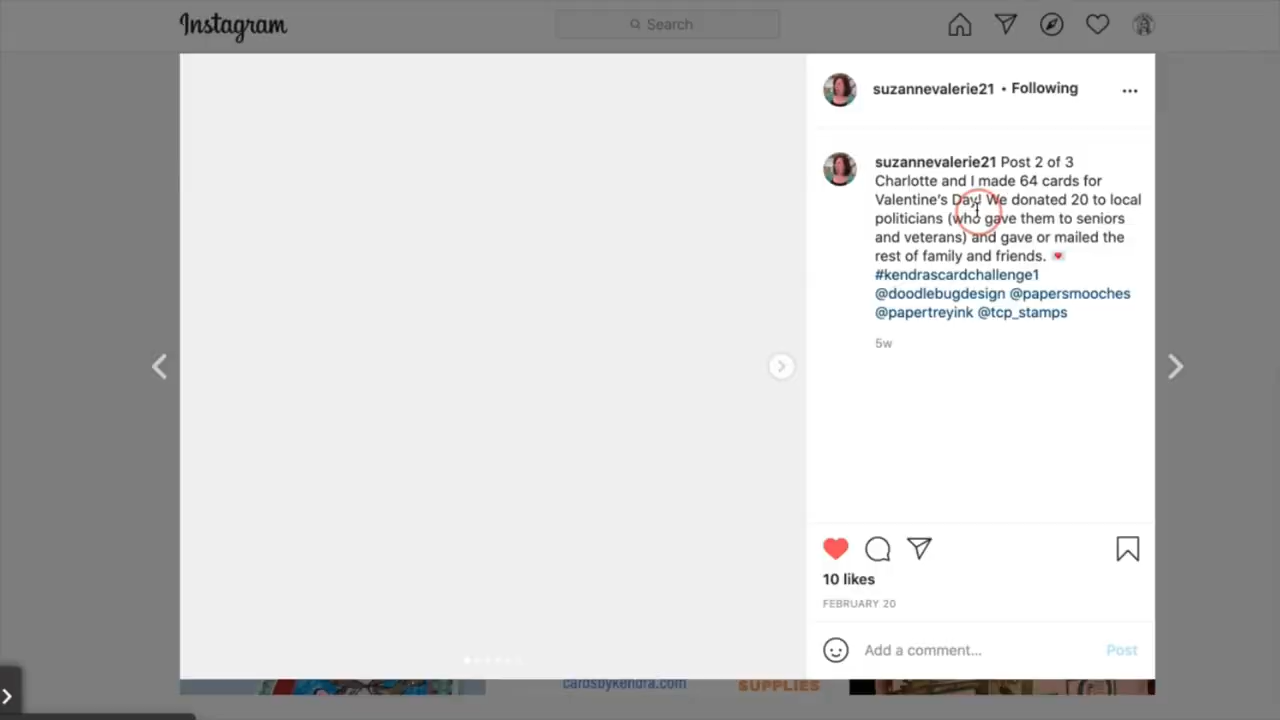 Instagram
Search
suzannevalerie21 • Following
suzannevalerie21 Post 2 of 3
Charlotte and I made 64 cards for
Valentine's Day! We donated 20 to local
politicians (who gave them to seniors
and veterans) and gave or mailed the
rest of family and friends. 💌
#kendrascardchallenge1
@doodlebugdesign @papersmooches
@papertreyink @tcp_stamps
5w
10 likes
FEBRUARY 20
Add a comment... Post
cardsbykendra.com
SUPPLIES